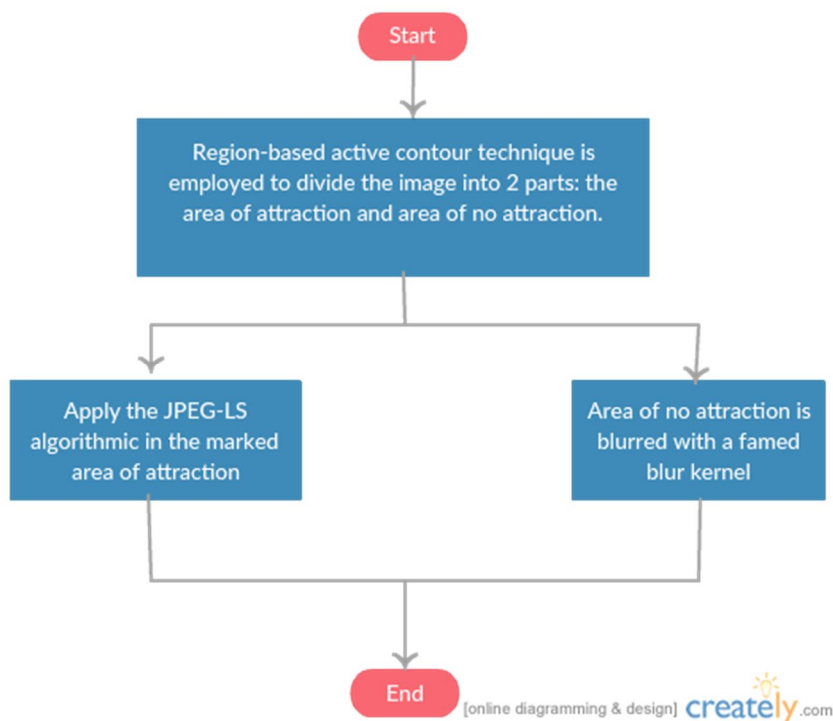 Start
Region-based active contour technique is
employed to divide the image into 2 parts: the
area of attraction and area of no attraction.
Apply the JPEG-LS
algorithmic in the marked
area of attraction
Area of no attraction is
blurred with a famed
blur kernel
End
[online diagramming & design] creately.com